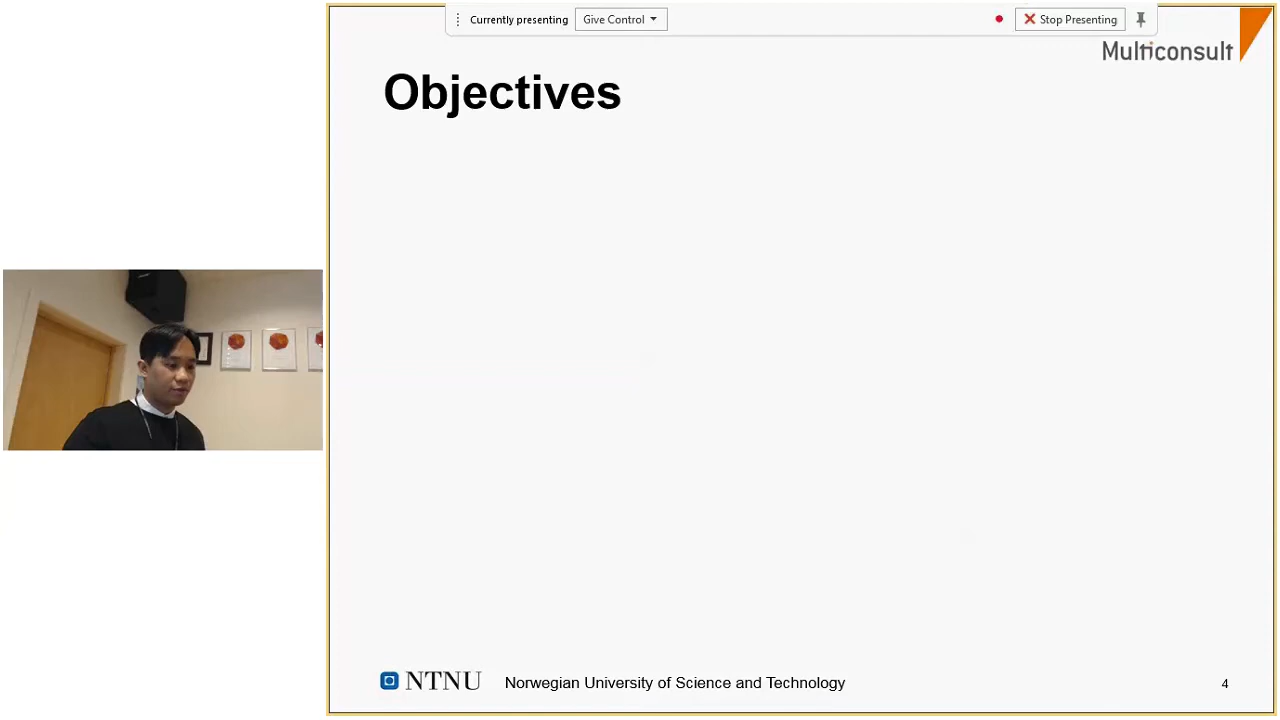 Currently presenting
Give Control
Stop Presenting
Multiconsult
Objectives
NTNU
Norwegian University of Science and Technology
4